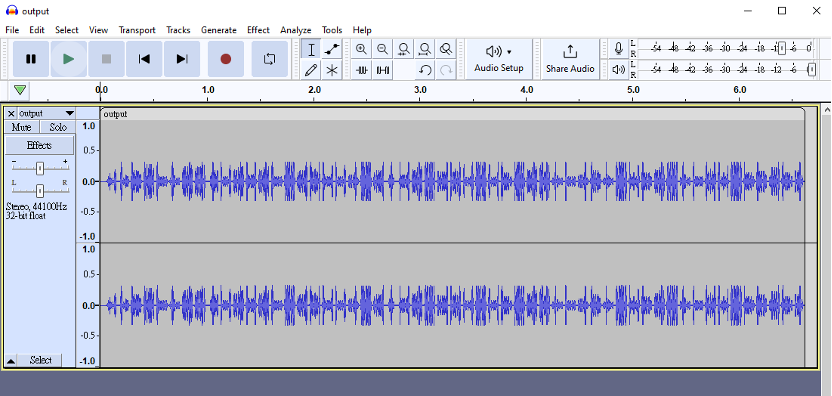 output
File Edit Select View Transport Tracks Generate Effect Analyze Tools Help
Audio Setup
Share Audio
L
R
-54 -48 -42 -36 -30 -24 -18 -12 -6 0
L
R
-54 -48 -42 -36 -30 -24 -18 -12 -6 0
0.0 1.0 2.0 3.0 4.0 5.0 6.0
output
Mute Solo
Effects
- +
L R
Stereo, 44100Hz
32-bit float
Select
output
1.0
0.5
0.0
-0.5
-1.0
1.0
0.5
0.0
-0.5
-1.0